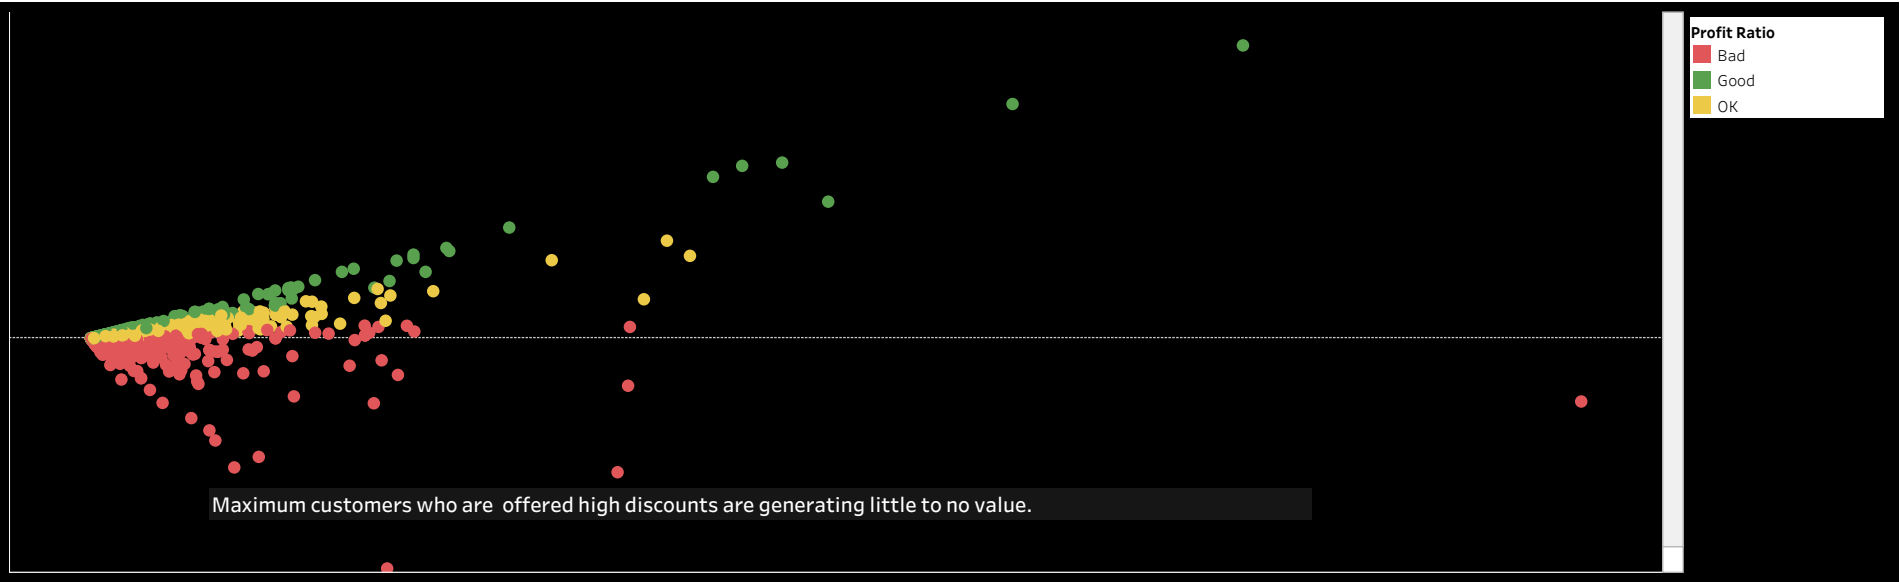 Profit Ratio
Bad
Good
OK
Maximum customers who are  offered high discounts are generating little to no value.